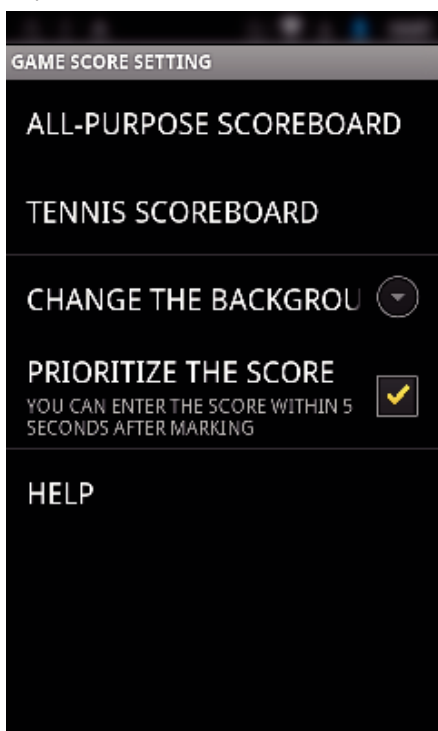 GAME SCORE SETTING
ALL-PURPOSE SCOREBOARD
TENNIS SCOREBOARD
CHANGE THE BACKGROU
PRIORITIZE THE SCORE
YOU CAN ENTER THE SCORE WITHIN 5
SECONDS AFTER MARKING
HELP